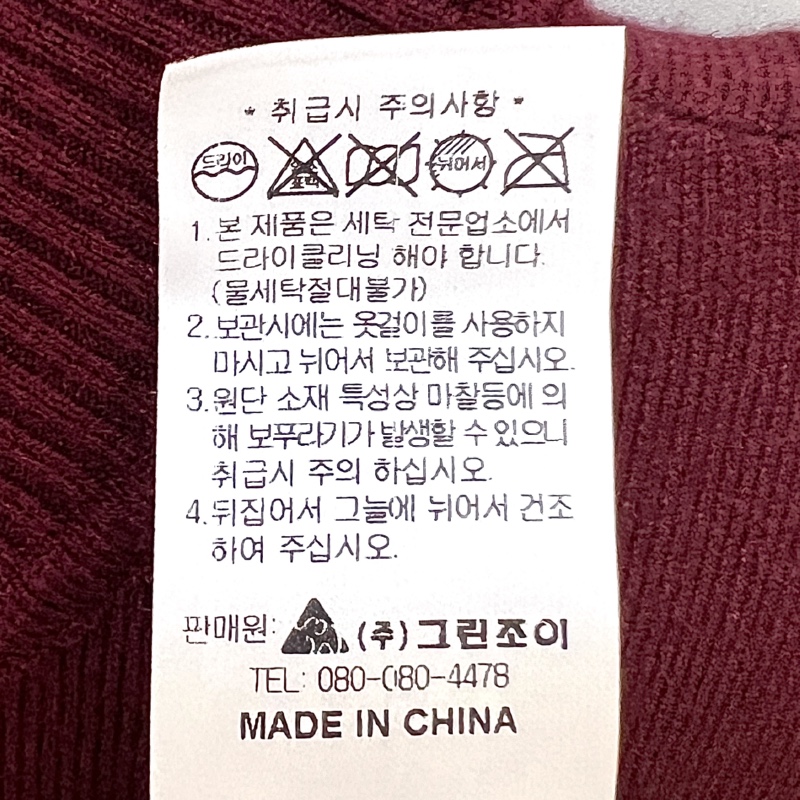 * 취급시 주의사항 *
드라이 염소 표백 뉘어서
1. 본 제품은 세탁 전문업소에서
드라이클리닝 해야 합니다.
(물세탁절대불가)
2. 보관시에는 옷걸이를 사용하지
마시고 뉘어서 보관해 주십시오.
3. 원단 소재 특성상 마찰등에 의
해 보푸라기가 발생할 수 있으니
취급시 주의 하십시오.
4. 뒤집어서 그늘에 뉘어서 건조
하여 주십시오.
판매원: (주)그린조이
TEL: 080-080-4478
MADE IN CHINA